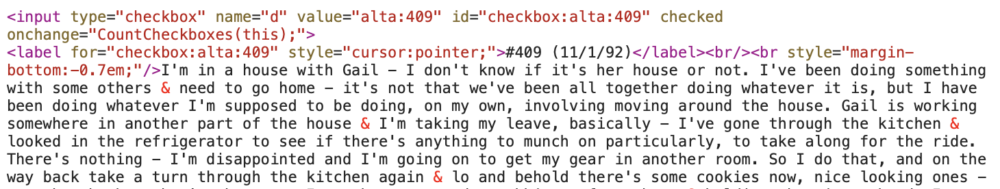 <input type="checkbox" name="d" value="alta:409" id="checkbox:alta:409" checked
onchange="CountCheckboxes(this);">
<label for="checkbox:alta:409" style="cursor:pointer;">#409 (11/1/92)</label><br/><br style="margin-
bottom:-0.7em;"/>I'm in a house with Gail - I don't know if it's her house or not. I've been doing something
with some others & need to go home - it's not that we've been all together doing whatever it is, but I have
been doing whatever I'm supposed to be doing, on my own, involving moving around the house. Gail is working
somewhere in another part of the house & I'm taking my leave, basically - I've gone through the kitchen &
looked in the refrigerator to see if there's anything to munch on particularly, to take along for the ride.
There's nothing - I'm disappointed and I'm going on to get my gear in another room. So I do that, and on the
way back take a turn through the kitchen again & lo and behold there's some cookies now, nice looking ones -